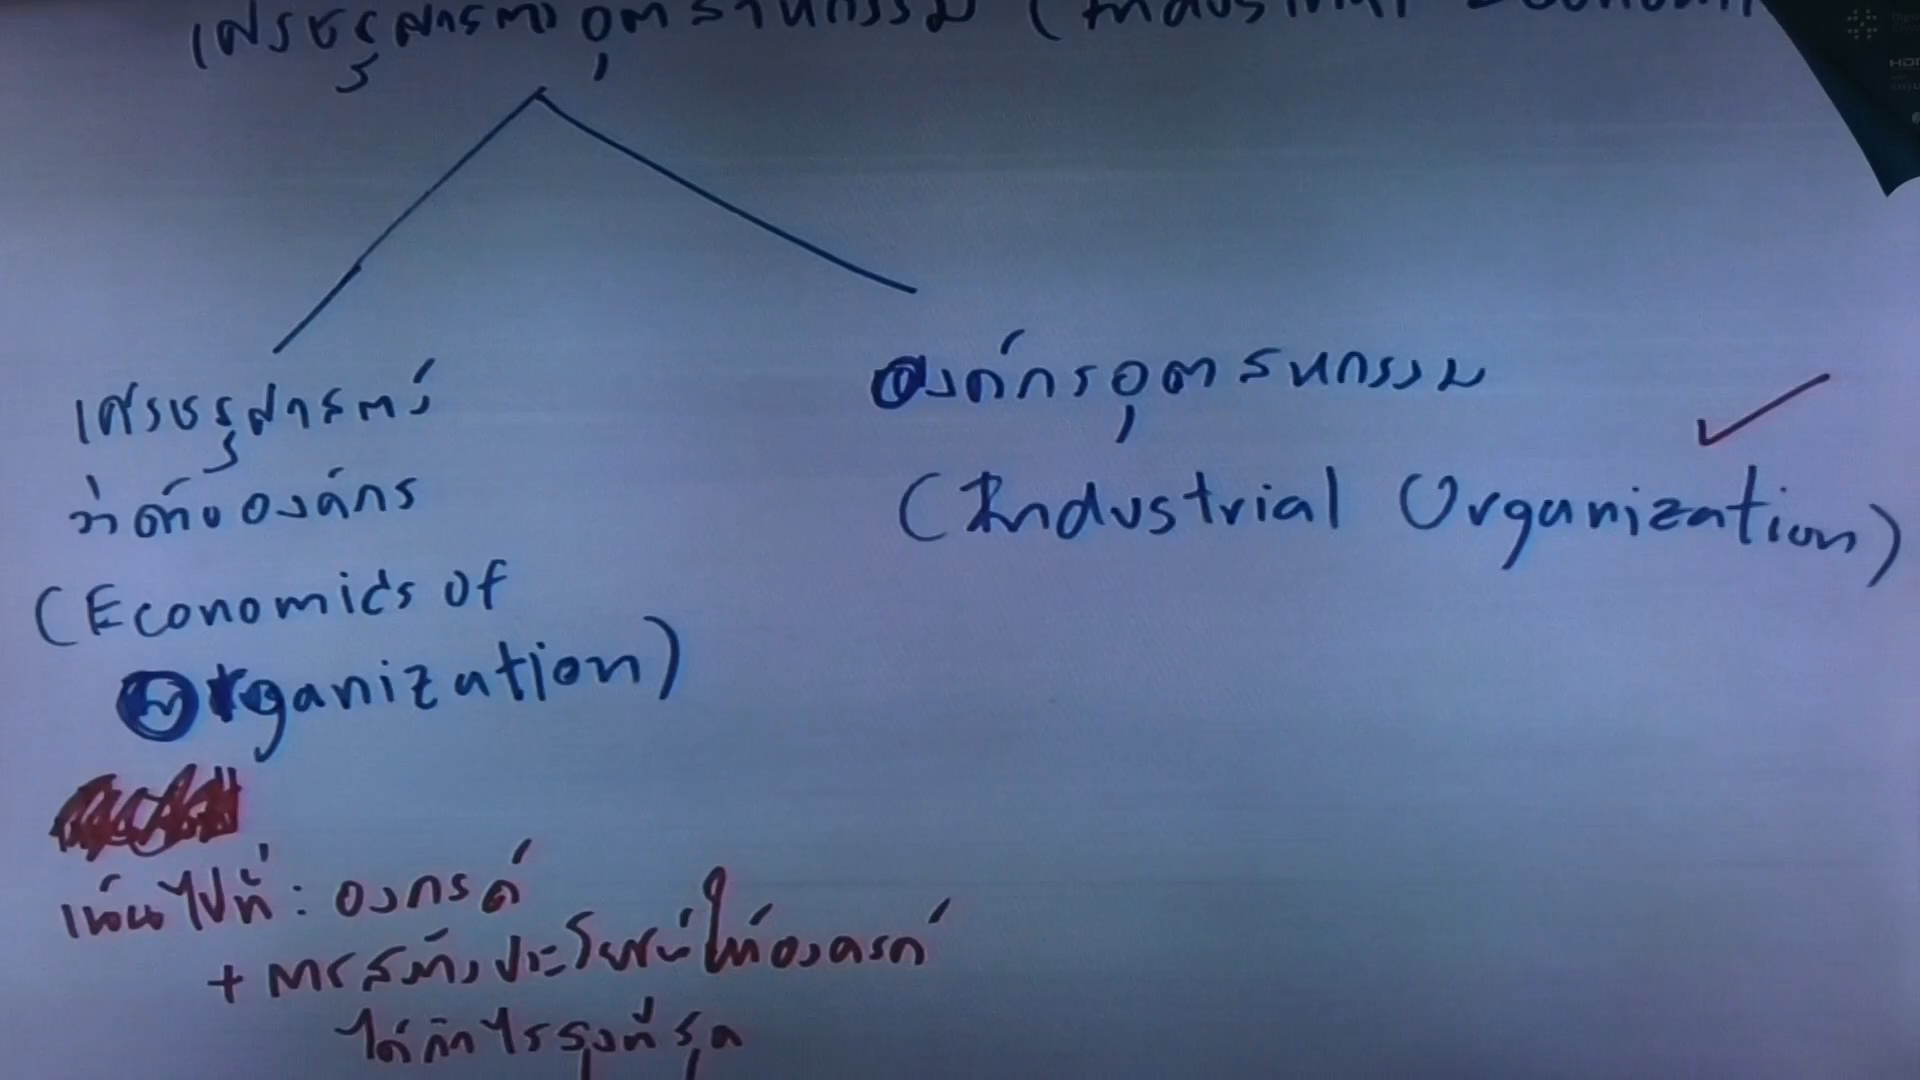 เศรษฐศาสตร์อุตสาหกรรม (Industrial Econom
เศรษฐศาสตร์
ว่าด้วยองค์กร
(Economics of
Organization)
องค์กรอุตสหกรรม
(Industrial Organization)
เน้นไปที่ : องกรค์
+ การสร้างประโยชน์ให้องครค์
ได้กำไรสูงที่สุด
HDM